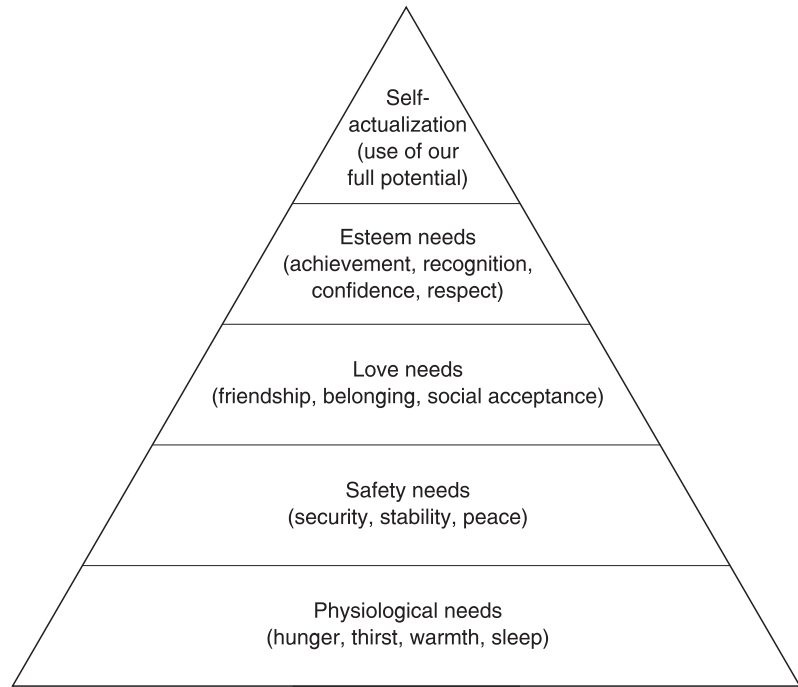 Self-
actualization
(use of our
full potential)
Esteem needs
(achievement, recognition,
confidence, respect)
Love needs
(friendship, belonging, social acceptance)
Safety needs
(security, stability, peace)
Physiological needs
(hunger, thirst, warmth, sleep)